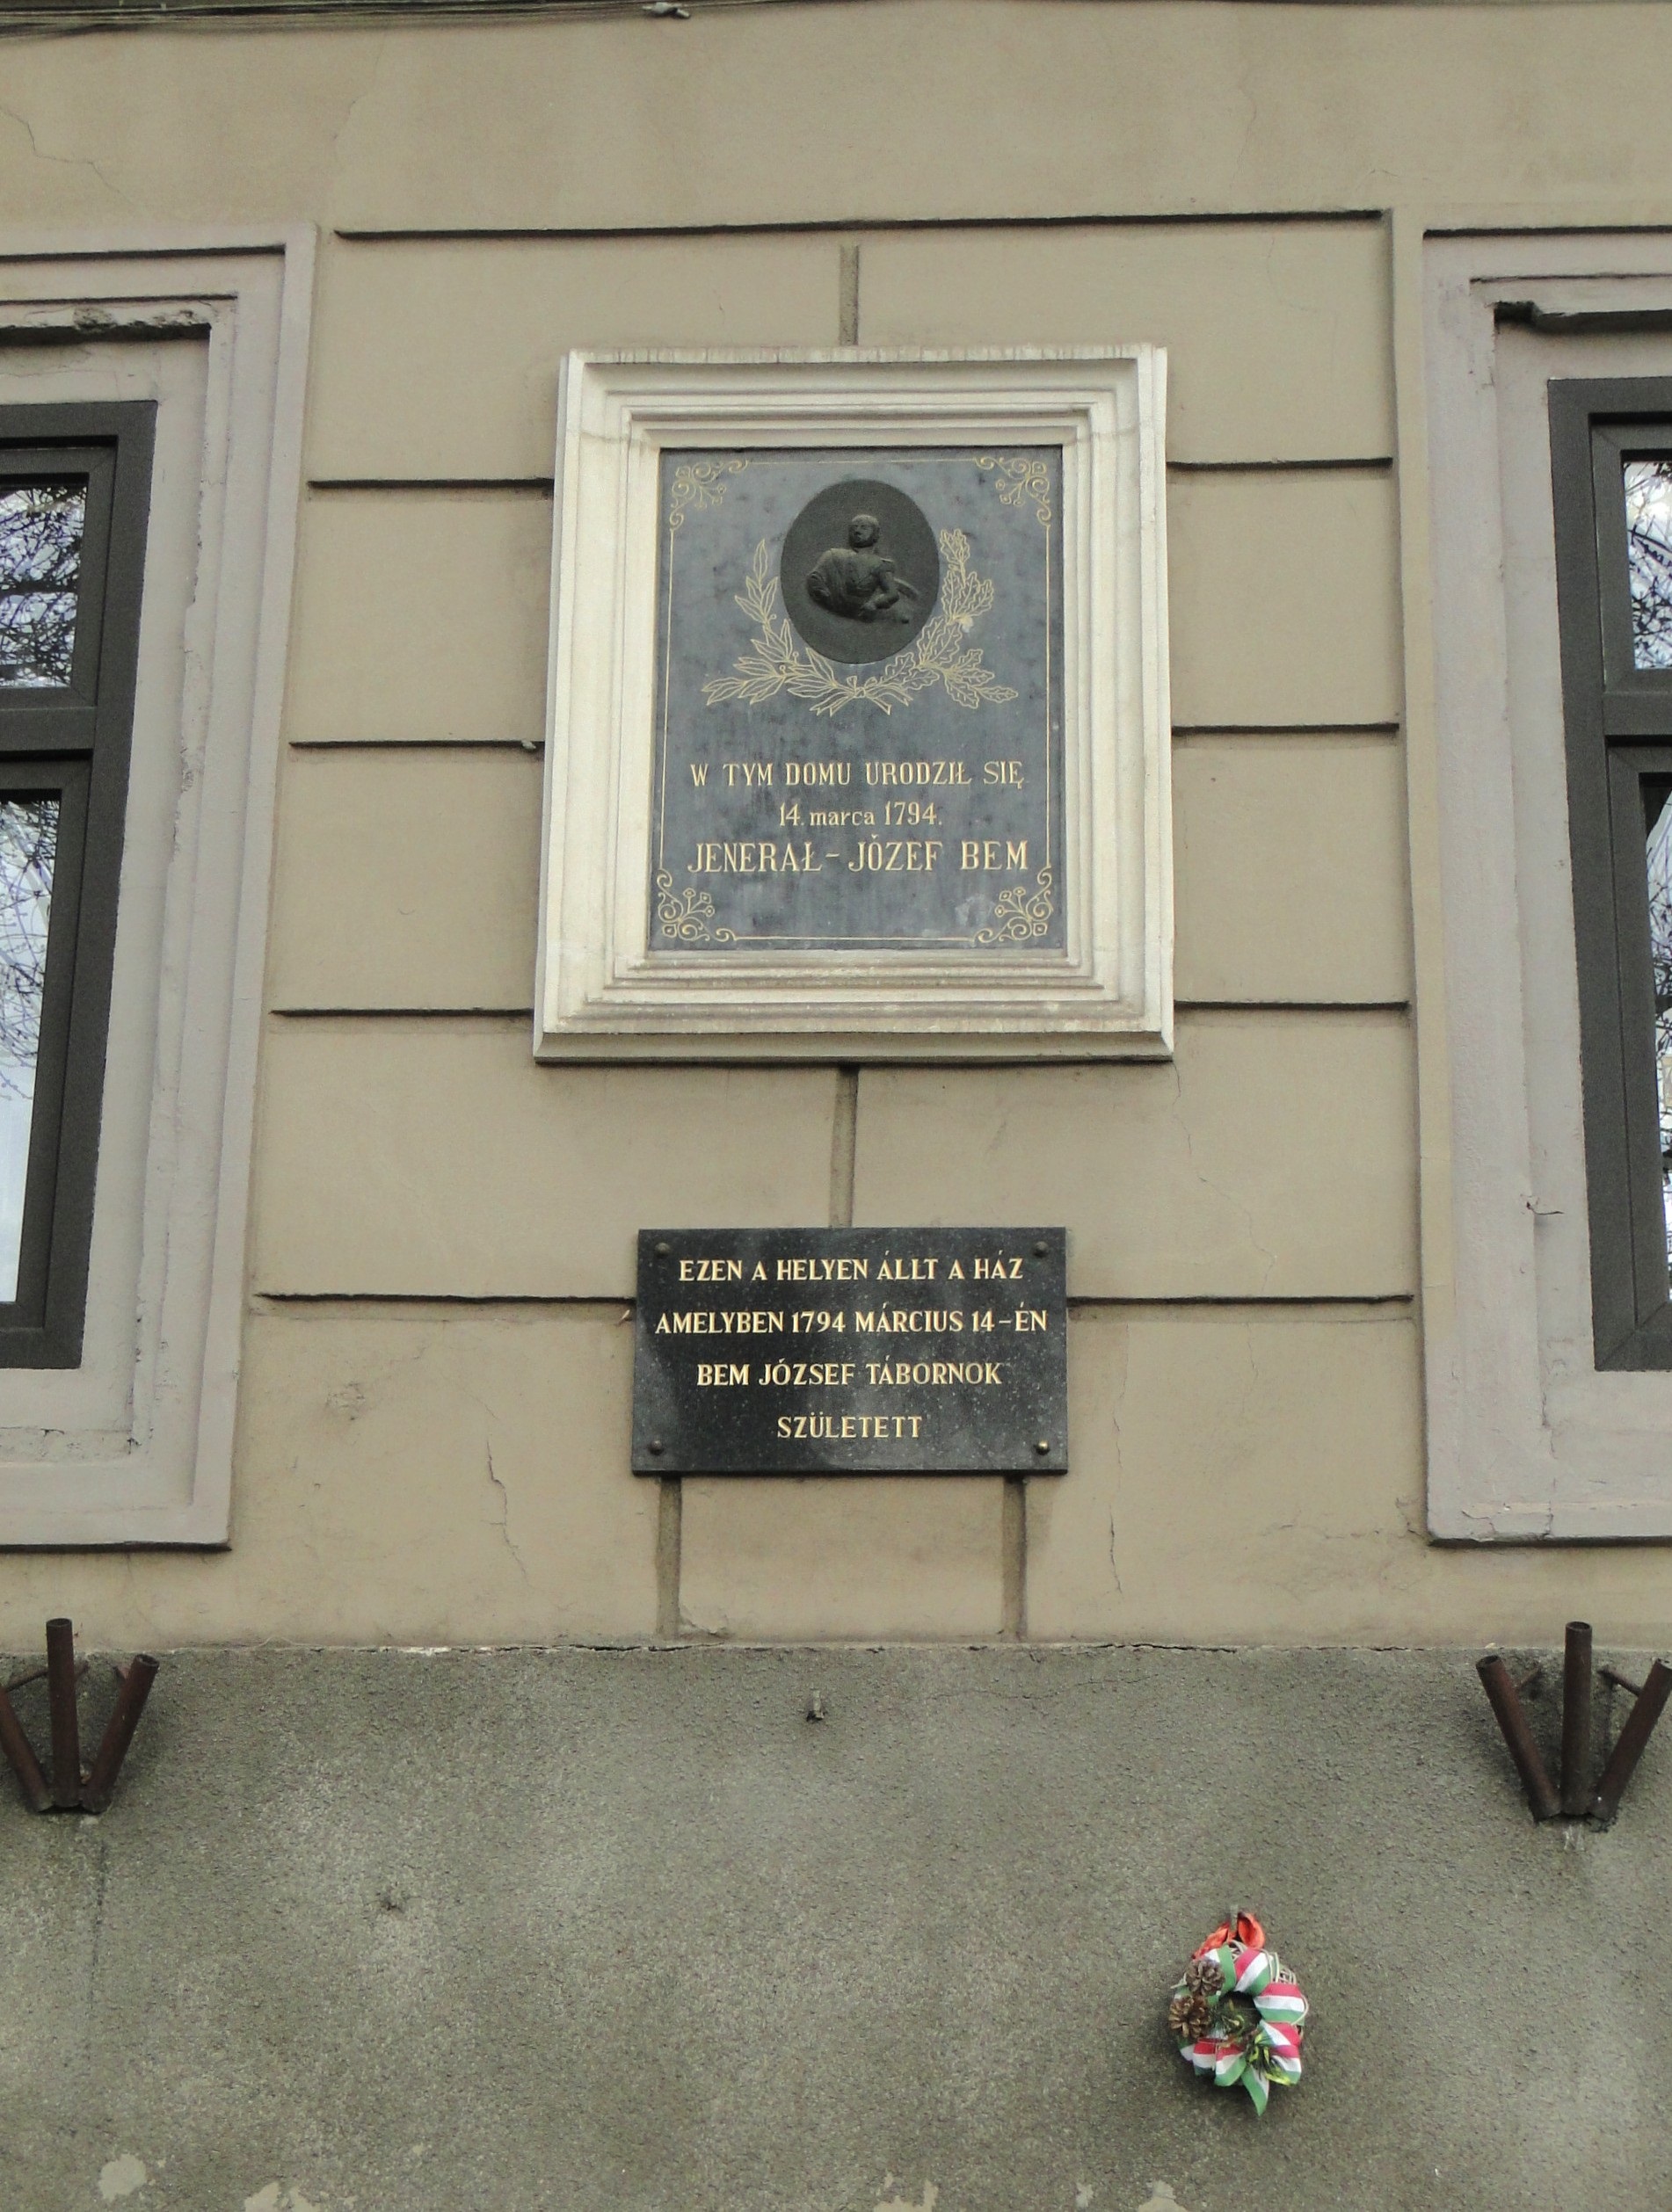 W TYM DOMU URODZIŁ SIĘ
14. marca 1794.
JENERAŁ - JÓZEF BEM
EZEN A HELYEN ÁLLT A HÁZ
AMELYBEN 1794 MÁRCIUS 14-ÉN
BEM JÓZSEF TÁBORNOK
SZÜLETETT